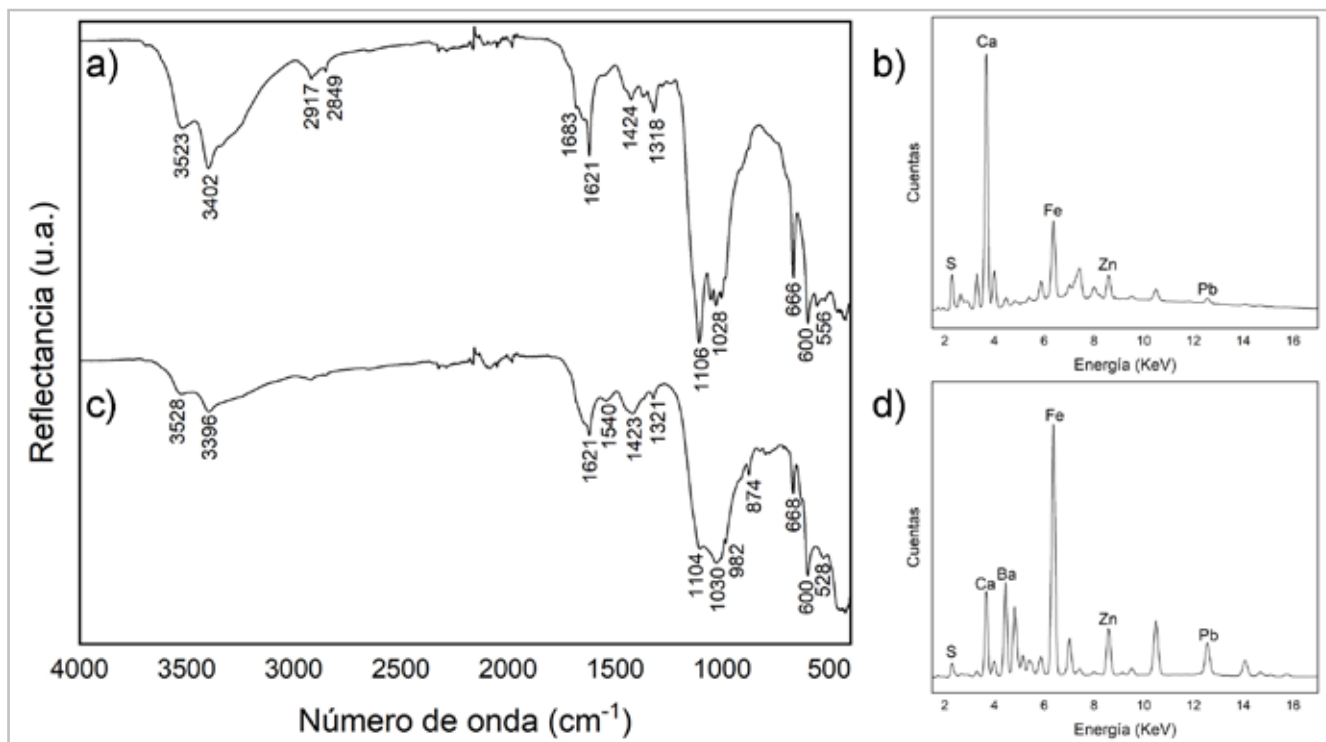 a)
3523
3402
2917
2849
1683
1621
1424
1318
1106
1028
666
600
556
c)
3528
3396
1621
1540
1423
1321
1104
1030
982
874
668
600
528
Reflectancia (u.a.)
4000 3500 3000 2500 2000 1500 1000 500
Número de onda (cm⁻¹)
b)
Ca
Fe
S
Zn
Pb
Cuentas
2 4 6 8 10 12 14 16
Energía (KeV)
d)
Fe
Ca
Ba
Zn
Pb
S
Cuentas
2 4 6 8 10 12 14 16
Energía (KeV)